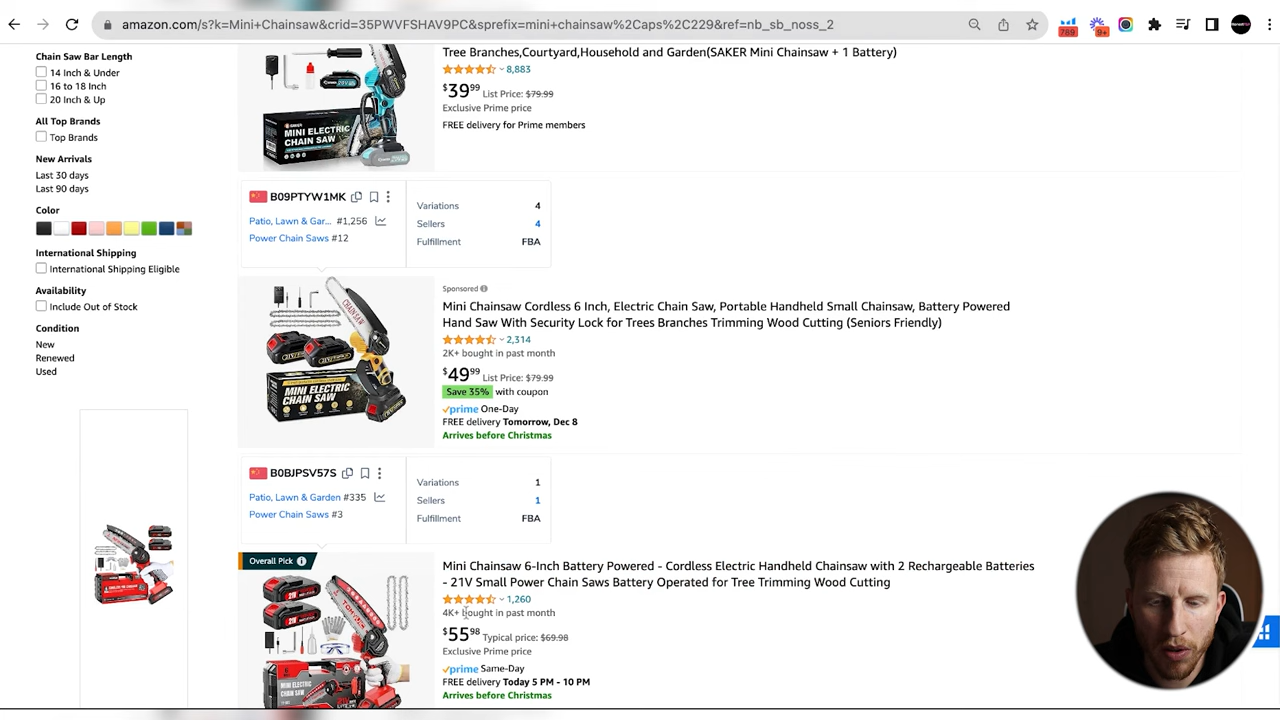 amazon.com/s?k=Mini+Chainsaw&crid=35PWVFSHAV9PC&sprefix=mini+chainsaw%2Caps%2C229&ref=nb_sb_noss_2
789
9+
Chain Saw Bar Length
14 Inch & Under
16 to 18 Inch
20 Inch & Up
All Top Brands
Top Brands
New Arrivals
Last 30 days
Last 90 days
Color
International Shipping
International Shipping Eligible
Availability
Include Out of Stock
Condition
New
Renewed
Used
MINI ELECTRIC
CHAIN SAW
Tree Branches,Courtyard,Household and Garden(SAKER Mini Chainsaw + 1 Battery)
8,883
$39⁹⁹ List Price: $79.99
Exclusive Prime price
FREE delivery for Prime members
B09PTYW1MK
Patio, Lawn & Gar... #1,256
Power Chain Saws #12
Variations 4
Sellers 4
Fulfillment FBA
CHAIN SAW
MINI ELECTRIC
CHAIN SAW
Sponsored
Mini Chainsaw Cordless 6 Inch, Electric Chain Saw, Portable Handheld Small Chainsaw, Battery Powered
Hand Saw With Security Lock for Trees Branches Trimming Wood Cutting (Seniors Friendly)
2,314
2K+ bought in past month
$49⁹⁹ List Price: $79.99
Save 35% with coupon
prime One-Day
FREE delivery Tomorrow, Dec 8
Arrives before Christmas
B0BJPSV57S
Patio, Lawn & Garden #335
Power Chain Saws #3
Variations 1
Sellers 1
Fulfillment FBA
Overall Pick
MINI ELECTRIC
CHAIN SAW
Mini Chainsaw 6-Inch Battery Powered - Cordless Electric Handheld Chainsaw with 2 Rechargeable Batteries
- 21V Small Power Chain Saws Battery Operated for Tree Trimming Wood Cutting
1,260
4K+ bought in past month
$55⁹⁸ Typical price: $69.98
Exclusive Prime price
prime Same-Day
FREE delivery Today 5 PM - 10 PM
Arrives before Christmas